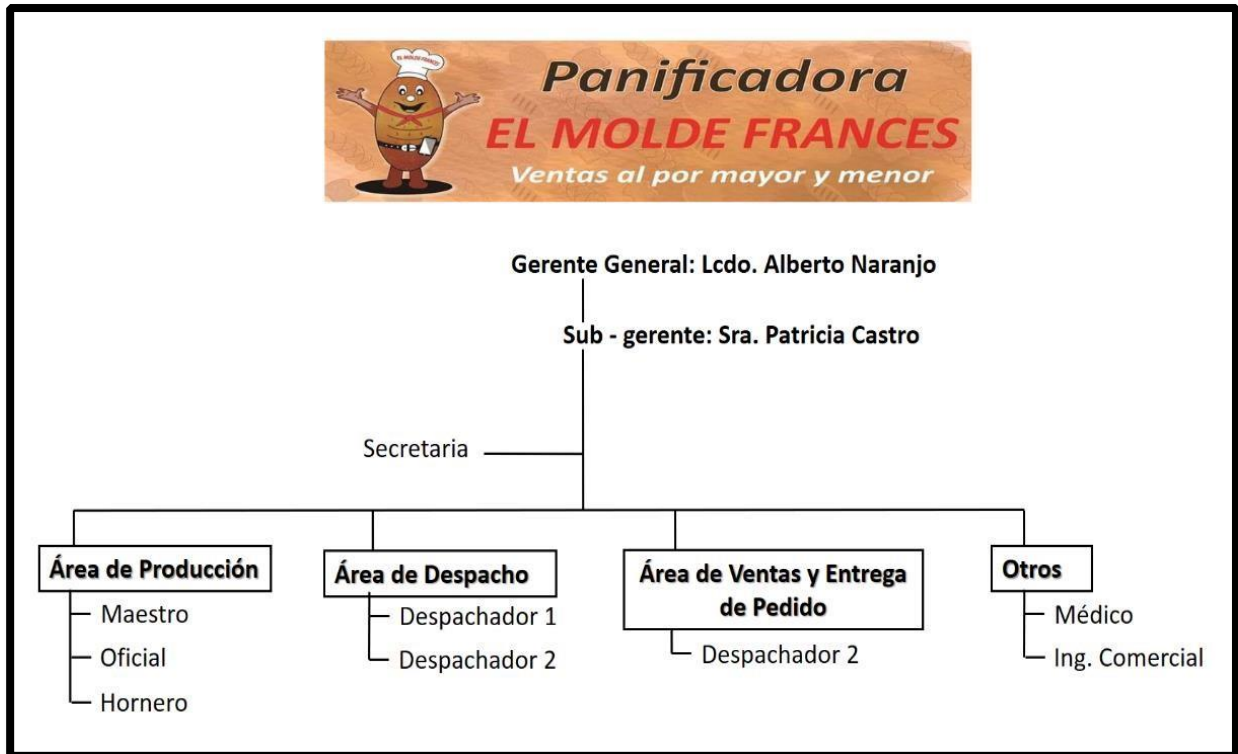 EL MOLDE FRANCES
Panificadora
EL MOLDE FRANCES
Ventas al por mayor y menor
Gerente General: Lcdo. Alberto Naranjo
Sub - gerente: Sra. Patricia Castro
Secretaria
Área de Producción
Maestro
Oficial
Hornero
Área de Despacho
Despachador 1
Despachador 2
Área de Ventas y Entrega
de Pedido
Despachador 2
Otros
Médico
Ing. Comercial